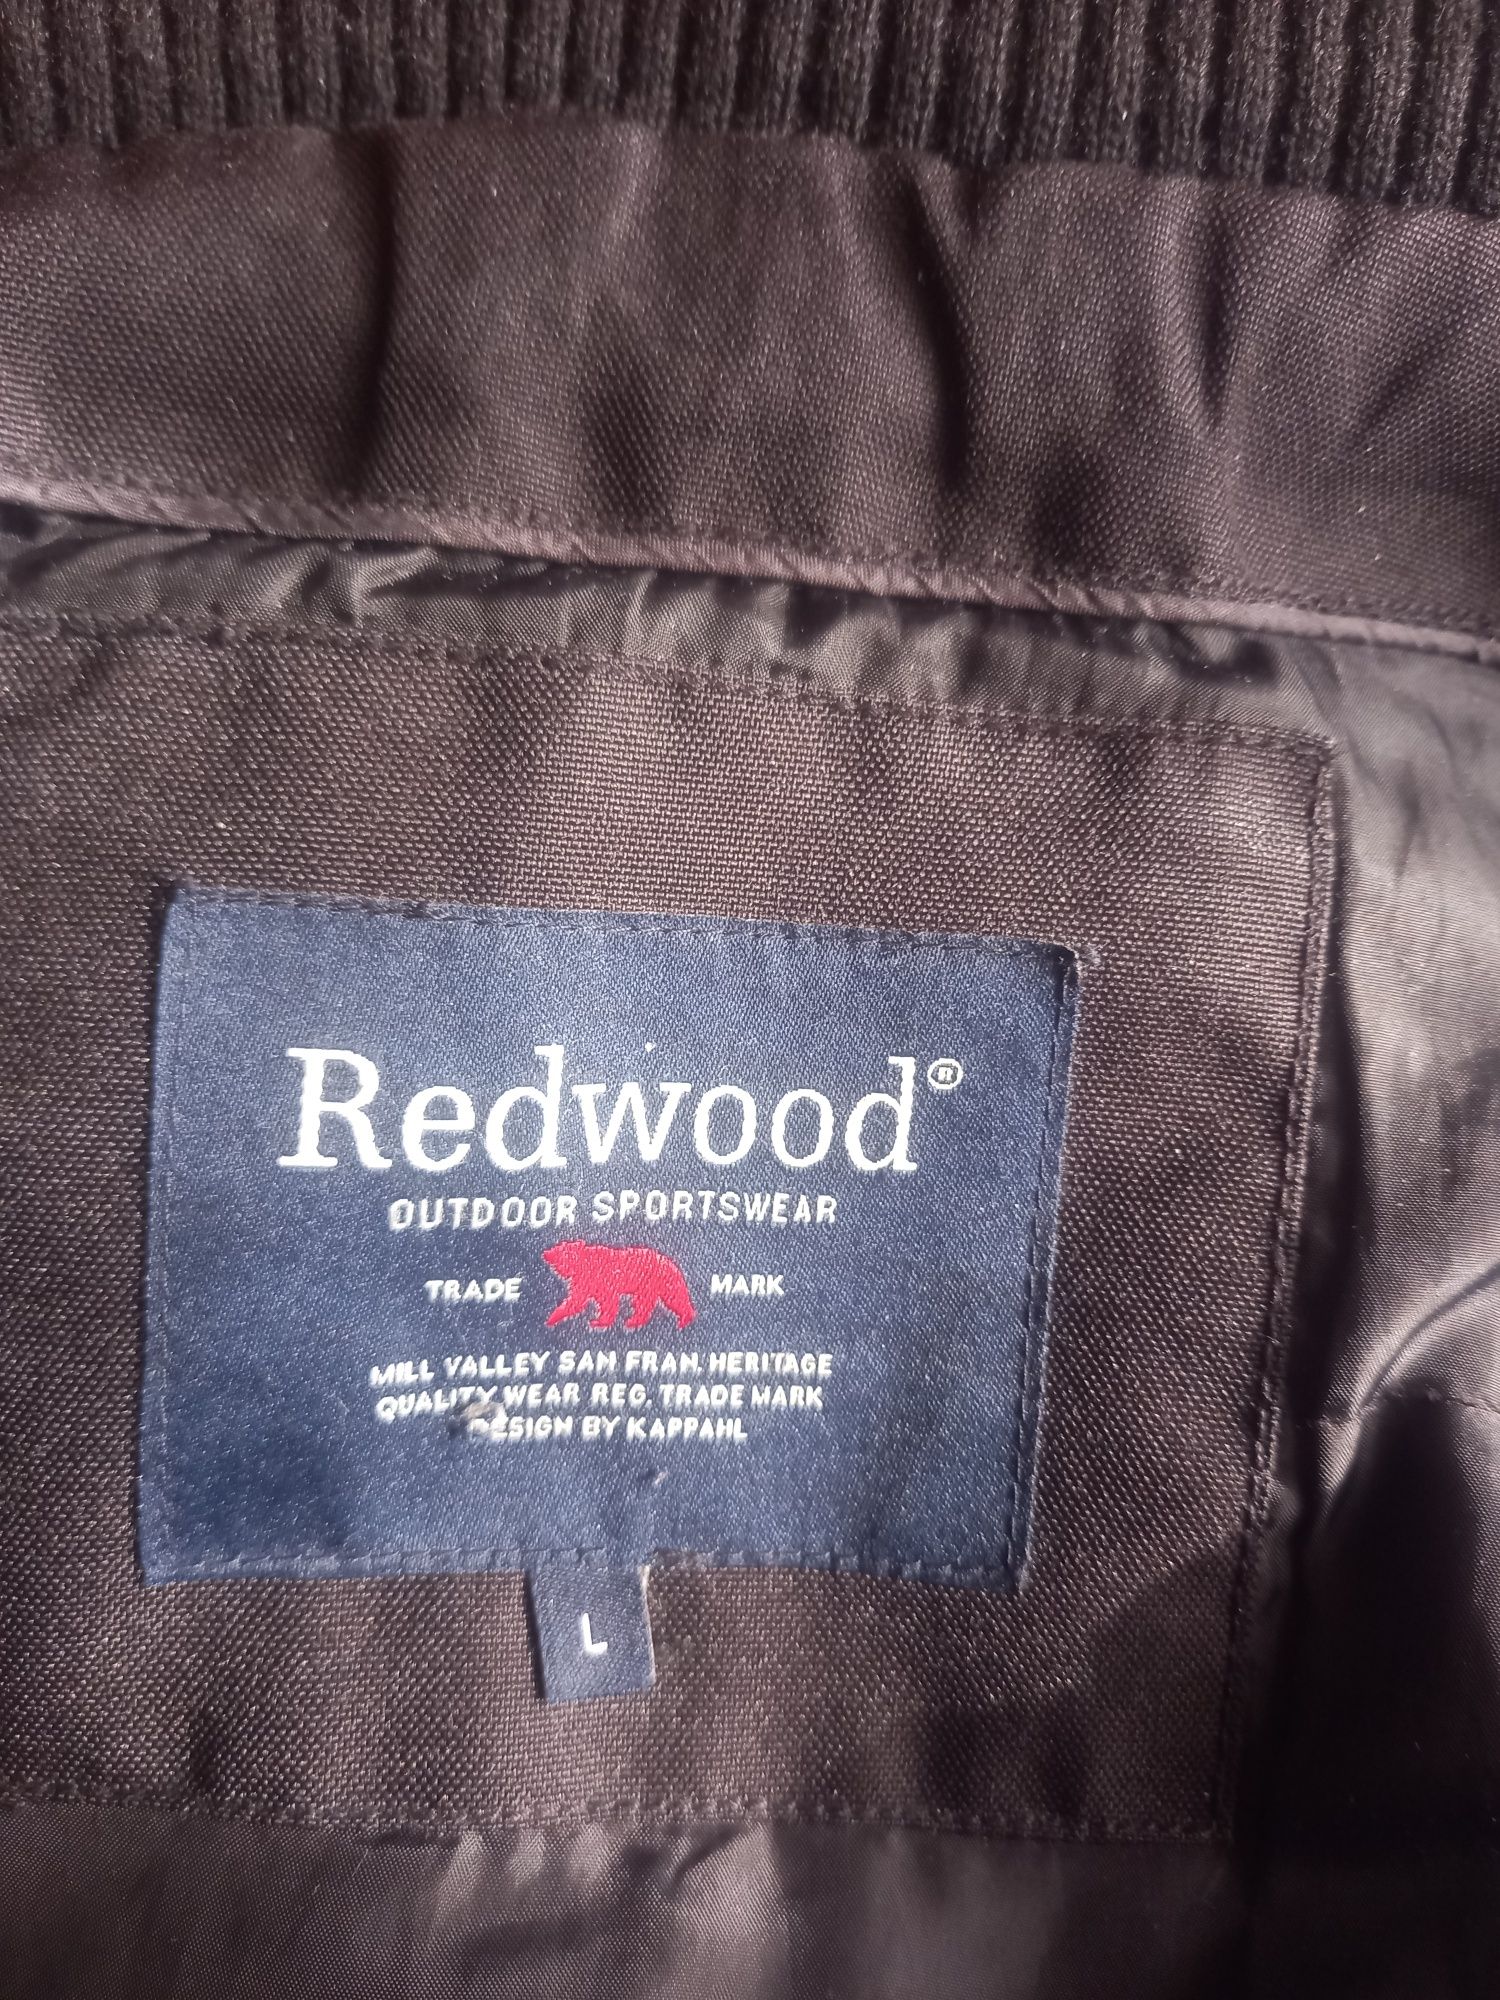 Redwood®
OUTDOOR SPORTSWEAR
TRADE MARK
MILL VALLEY SAN FRAN. HERITAGE
QUALITY WEAR REG. TRADE MARK
DESIGN BY KAPPAHL
L